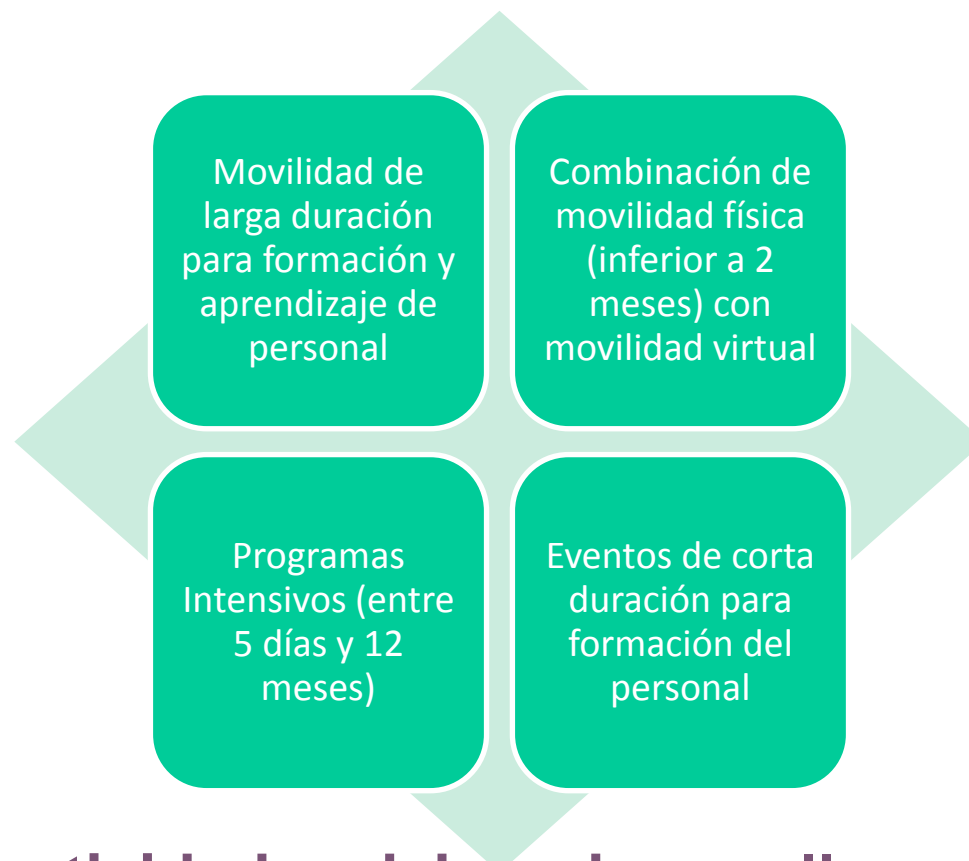 Movilidad de
larga duración
para formación y
aprendizaje de
personal
Combinación de
movilidad física
(inferior a 2
meses) con
movilidad virtual
Programas
Intensivos (entre
5 días y 12
meses)
Eventos de corta
duración para
formación del
personal